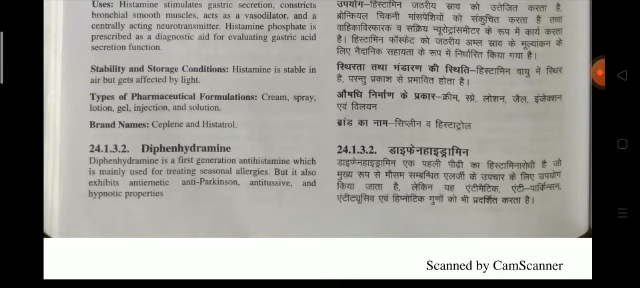 Uses: Histamine stimulates gastric secretion, constricts
bronchial smooth muscles, acts as a vasodilator, and a
centrally acting neurotransmitter. Histamine phosphate is
prescribed as a diagnostic aid for evaluating gastric acid
secretion function.
Stability and Storage Conditions: Histamine is stable in
air but gets affected by light.
Types of Pharmaceutical Formulations: Cream, spray,
lotion, gel, injection, and solution.
Brand Names: Ceplene and Histatrol.
24.1.3.2. Diphenhydramine
Diphenhydramine is a first generation antihistamine which
is mainly used for treating seasonal allergies. But it also
exhibits antiemetic anti-Parkinson, antitussive, and
hypnotic properties
उपयोग–हिस्टामिन जठरीय स्राव को उत्तेजित करता है,
ब्रोन्कियल चिकनी मांसपेशियों को संकुचित करता है तथा
वाहिकाविस्फारक व सक्रिय न्यूरोट्रांसमीटर के रूप में कार्य करता
है। हिस्टामिन फॉस्फेट को जठरीय अम्ल स्राव के मूल्यांकन के
लिए नैदानिक सहायता के रूप में निर्धारित किया गया है।
स्थिरता तथा भंडारण की स्थिति–हिस्टामिन वायु में स्थिर
है, परन्तु प्रकाश से प्रभावित होता है।
औषधि निर्माण के प्रकार–क्रीम, स्प्रे, लोशन, जैल, इंजेक्शन
एवं विलयन
ब्रांड का नाम–सिप्लीन व हिस्टाट्रोल
24.1.3.2. डाइफेनहाइड्रामिन
डाइफेनहाइड्रामिन एक पहली पीढ़ी का हिस्टामिनरोधी है जो
मुख्य रूप से मौसम सम्बन्धित एलर्जी के उपचार के लिए उपयोग
किया जाता है, लेकिन यह एंटीमैटिक, एंटी–पार्किन्सन,
एंटीट्यूसिव एवं हिप्नोटिक गुणों को भी प्रदर्शित करता है।
Scanned by CamScanner